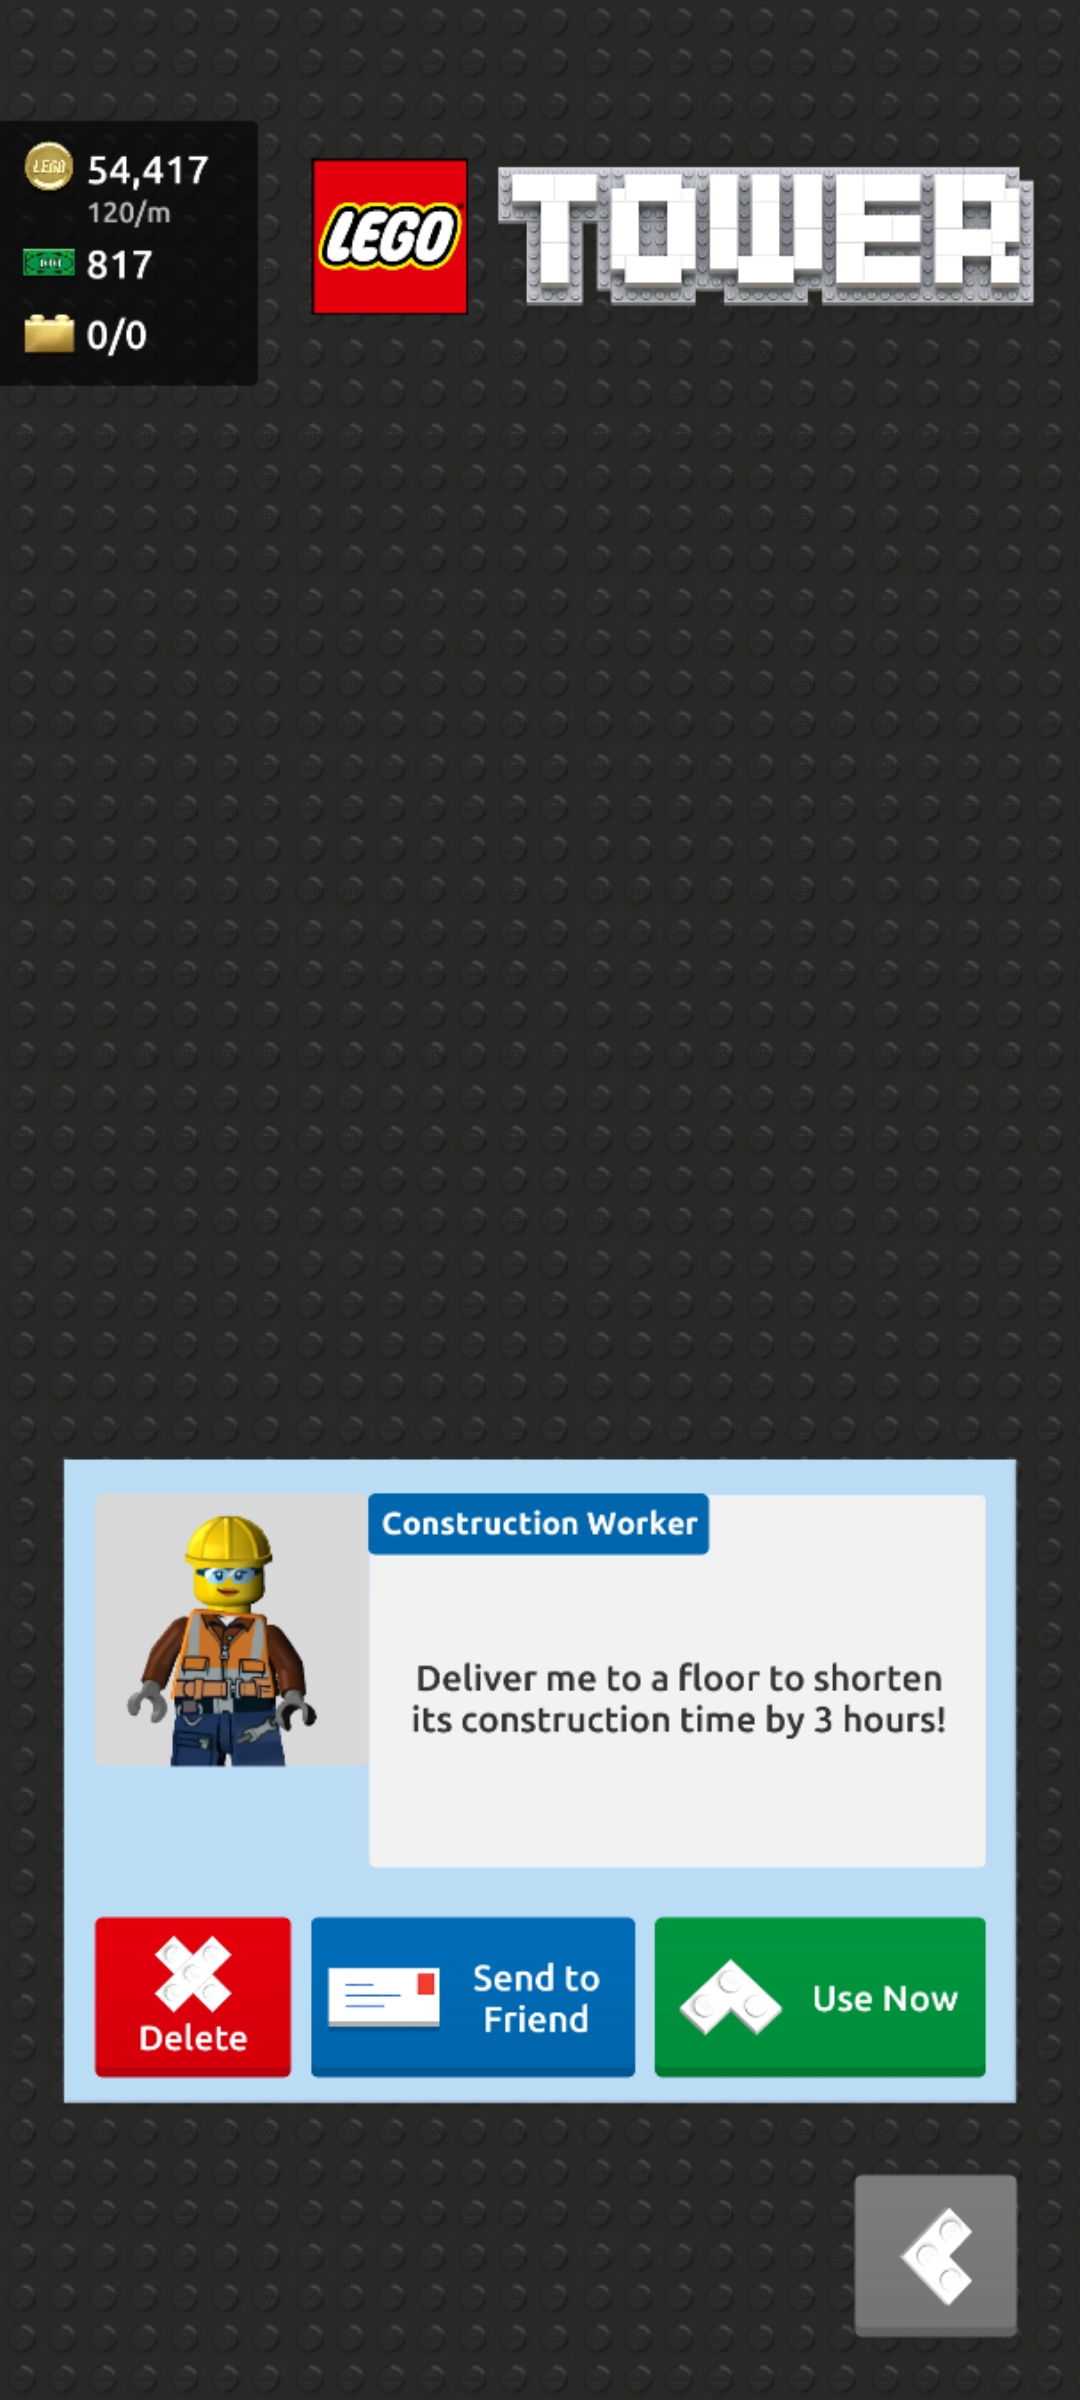 LEGO
54,417
120/m
817
0/0
LEGO
TOWER
Construction Worker
Deliver me to a floor to shorten
its construction time by 3 hours!
Delete
Send to
Friend
Use Now